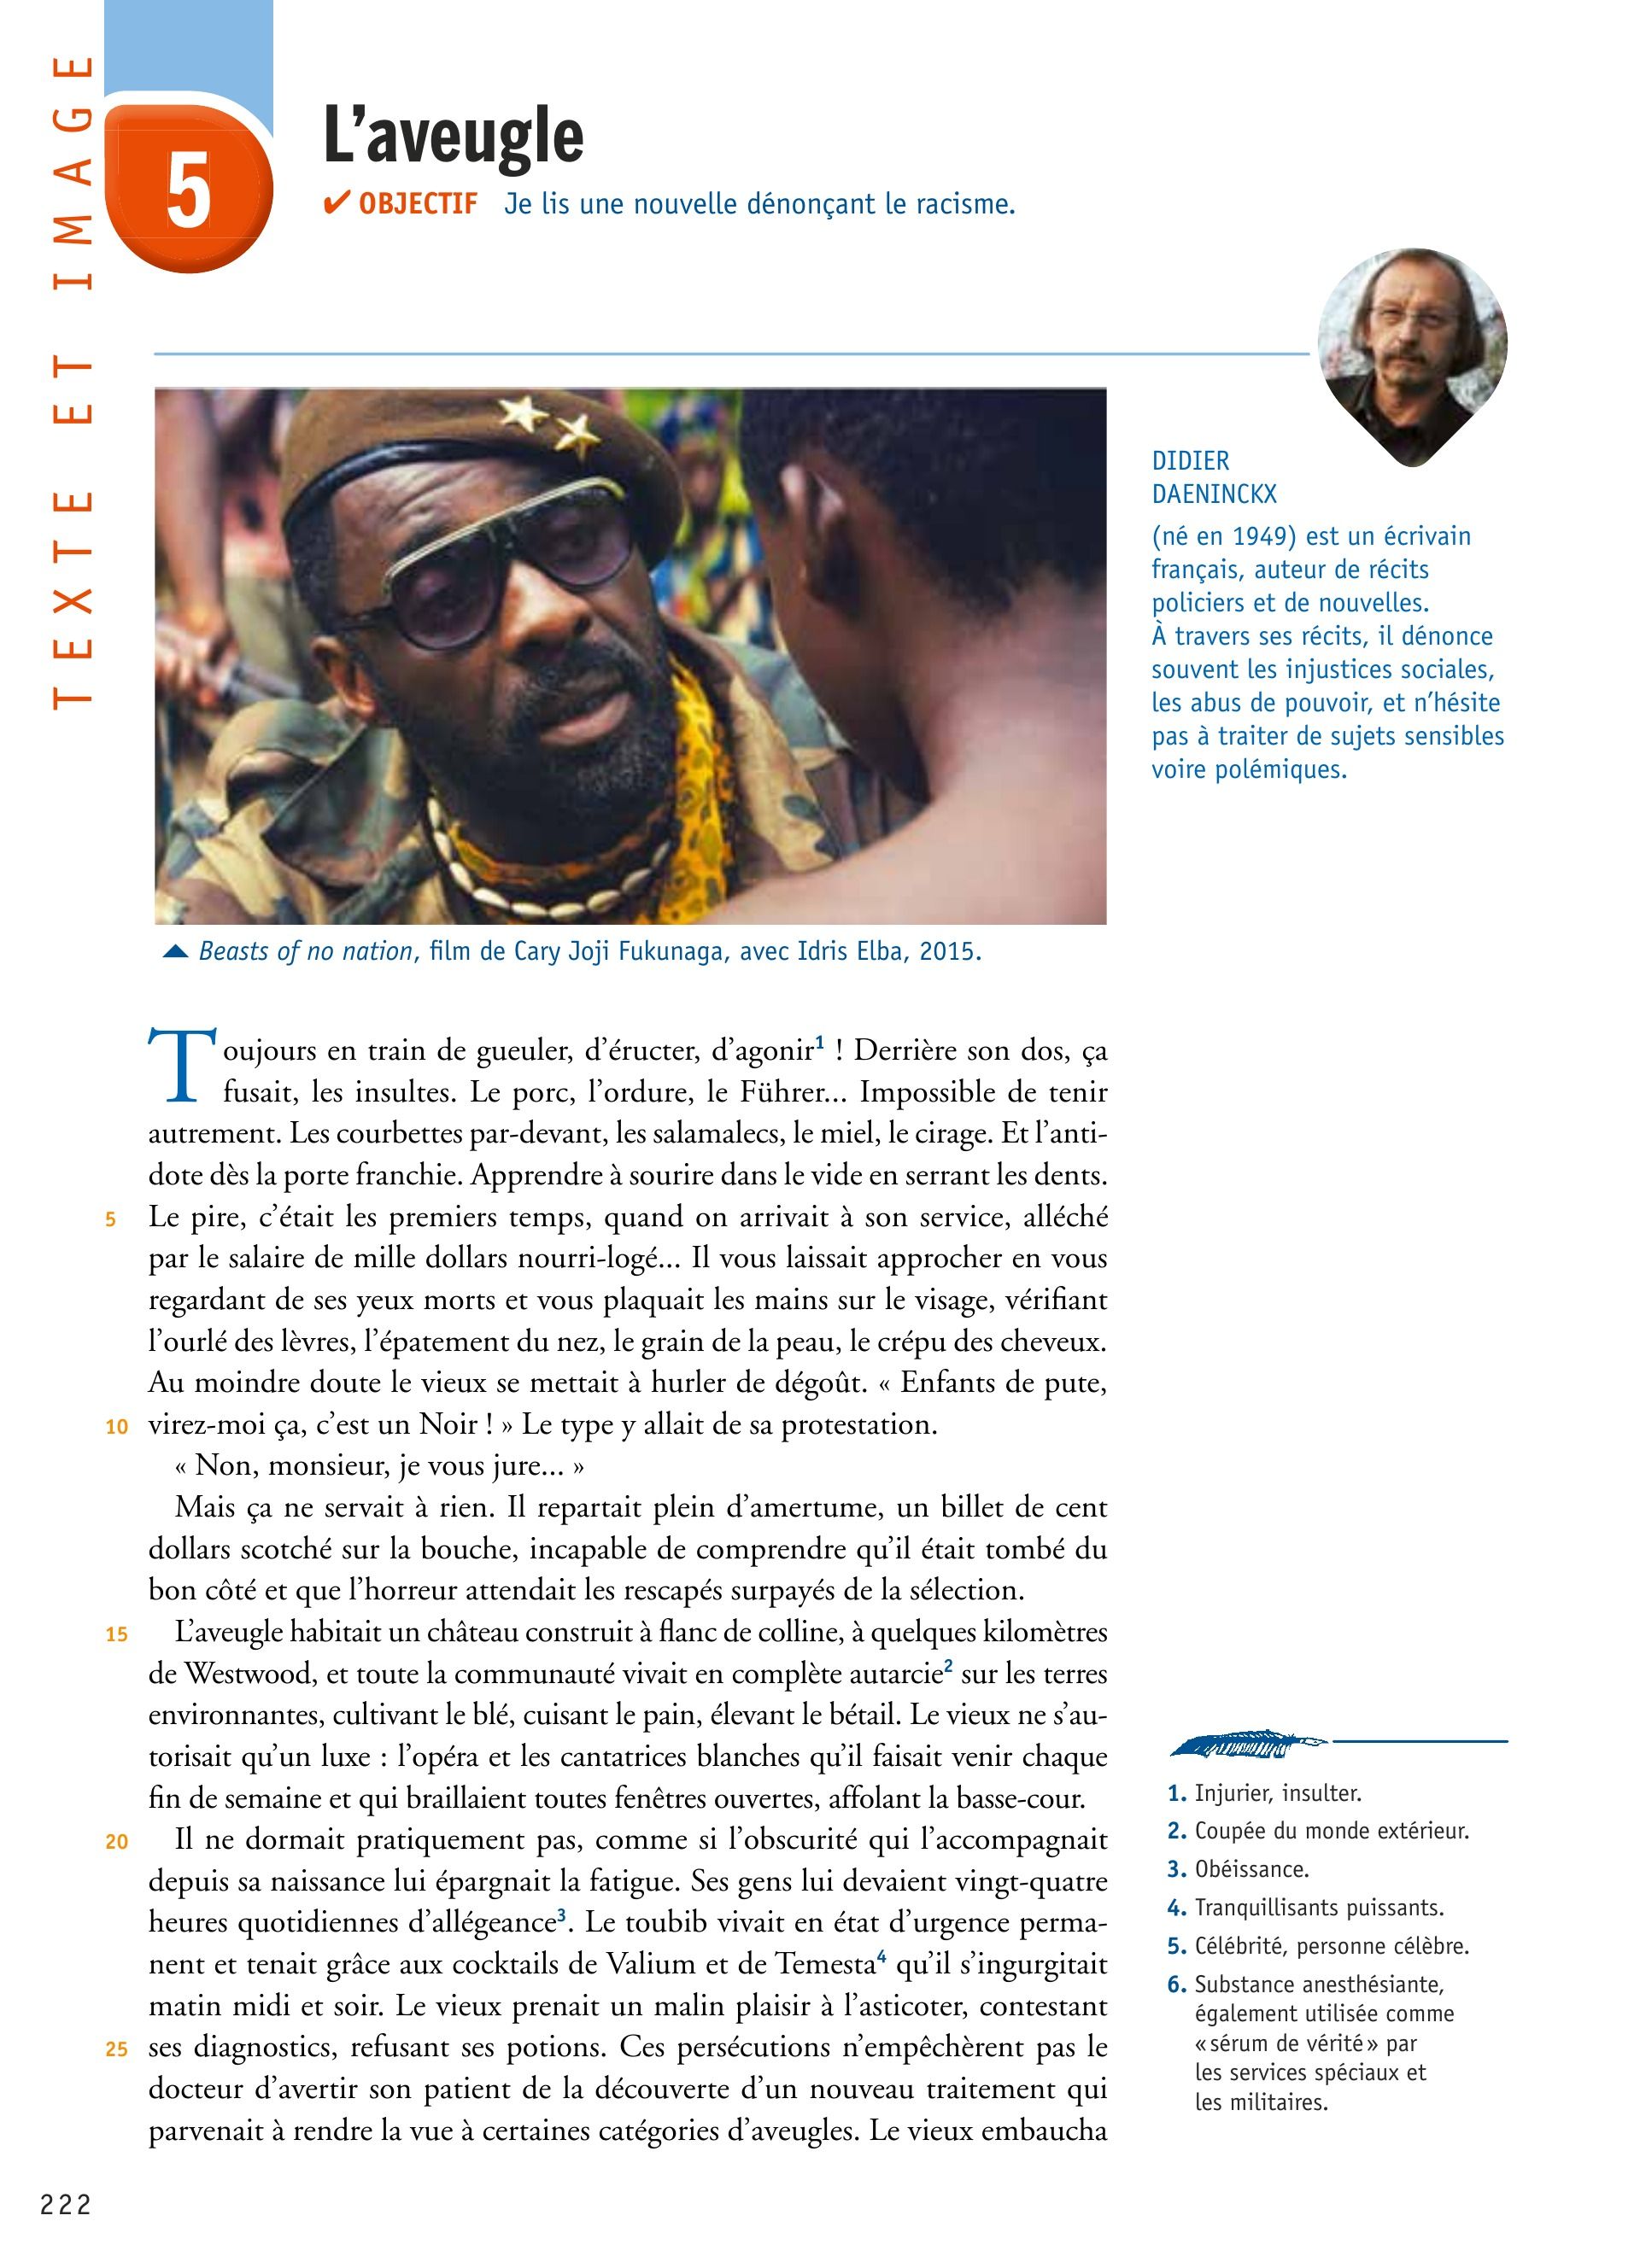 TEXTE ET IMAGE
5
L'aveugle
✔ OBJECTIF Je lis une nouvelle dénonçant le racisme.
DIDIER
DAENINCKX
(né en 1949) est un écrivain
français, auteur de récits
policiers et de nouvelles.
À travers ses récits, il dénonce
souvent les injustices sociales,
les abus de pouvoir, et n'hésite
pas à traiter de sujets sensibles
voire polémiques.
▲ Beasts of no nation, film de Cary Joji Fukunaga, avec Idris Elba, 2015.
Toujours en train de gueuler, d'éructer, d'agonir1 ! Derrière son dos, ça
fusait, les insultes. Le porc, l'ordure, le Führer... Impossible de tenir
autrement. Les courbettes par-devant, les salamalecs, le miel, le cirage. Et l'anti-
dote dès la porte franchie. Apprendre à sourire dans le vide en serrant les dents.
5 Le pire, c'était les premiers temps, quand on arrivait à son service, alléché
par le salaire de mille dollars nourri-logé... Il vous laissait approcher en vous
regardant de ses yeux morts et vous plaquait les mains sur le visage, vérifiant
l'ourlé des lèvres, l'épatement du nez, le grain de la peau, le crépu des cheveux.
Au moindre doute le vieux se mettait à hurler de dégoût. « Enfants de pute,
10 virez-moi ça, c'est un Noir ! » Le type y allait de sa protestation.
« Non, monsieur, je vous jure... »
Mais ça ne servait à rien. Il repartait plein d'amertume, un billet de cent
dollars scotché sur la bouche, incapable de comprendre qu'il était tombé du
bon côté et que l'horreur attendait les rescapés surpayés de la sélection.
15 L'aveugle habitait un château construit à flanc de colline, à quelques kilomètres
de Westwood, et toute la communauté vivait en complète autarcie2 sur les terres
environnantes, cultivant le blé, cuisant le pain, élevant le bétail. Le vieux ne s'au-
torisait qu'un luxe : l'opéra et les cantatrices blanches qu'il faisait venir chaque
fin de semaine et qui braillaient toutes fenêtres ouvertes, affolant la basse-cour.
20 Il ne dormait pratiquement pas, comme si l'obscurité qui l'accompagnait
depuis sa naissance lui épargnait la fatigue. Ses gens lui devaient vingt-quatre
heures quotidiennes d'allégeance3. Le toubib vivait en état d'urgence perma-
nent et tenait grâce aux cocktails de Valium et de Temesta4 qu'il s'ingurgitait
matin midi et soir. Le vieux prenait un malin plaisir à l'asticoter, contestant
25 ses diagnostics, refusant ses potions. Ces persécutions n'empêchèrent pas le
docteur d'avertir son patient de la découverte d'un nouveau traitement qui
parvenait à rendre la vue à certaines catégories d'aveugles. Le vieux embaucha
1. Injurier, insulter.
2. Coupée du monde extérieur.
3. Obéissance.
4. Tranquillisants puissants.
5. Célébrité, personne célèbre.
6. Substance anesthésiante,
également utilisée comme
« sérum de vérité » par
les services spéciaux et
les militaires.
222